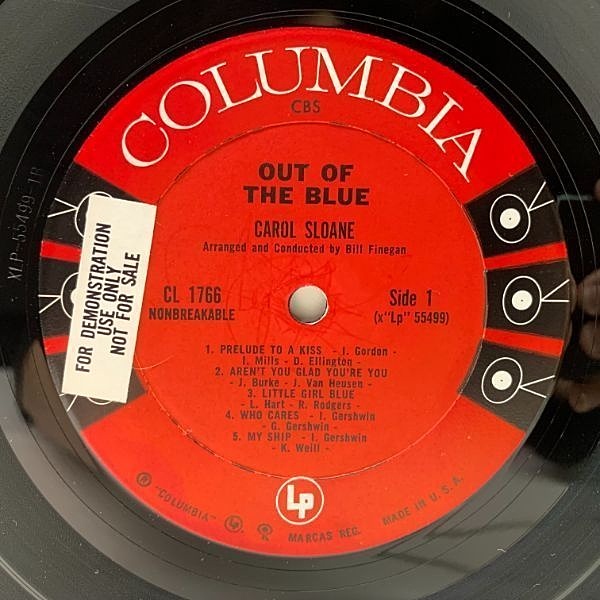 COLUMBIA
CBS
OUT OF
THE BLUE
CAROL SLOANE
Arranged and Conducted by Bill Finegan
CL 1766
NONBREAKABLE
Side 1
(x"Lp" 55499)
1. PRELUDE TO A KISS - I. Gordon -
I. Mills - D. Ellington -
2. AREN'T YOU GLAD YOU'RE YOU
- J. Burke - J. Van Heusen -
3. LITTLE GIRL BLUE
- L. Hart - R. Rodgers -
4. WHO CARES - I. Gershwin
- G. Gershwin -
5. MY SHIP - I. Gershwin
- K. Weill -
Lp
® "COLUMBIA" ® MARCAS REG. MADE IN U.S.A.
FOR DEMONSTRATION
USE ONLY
NOT FOR SALE
XLP-55499-1B